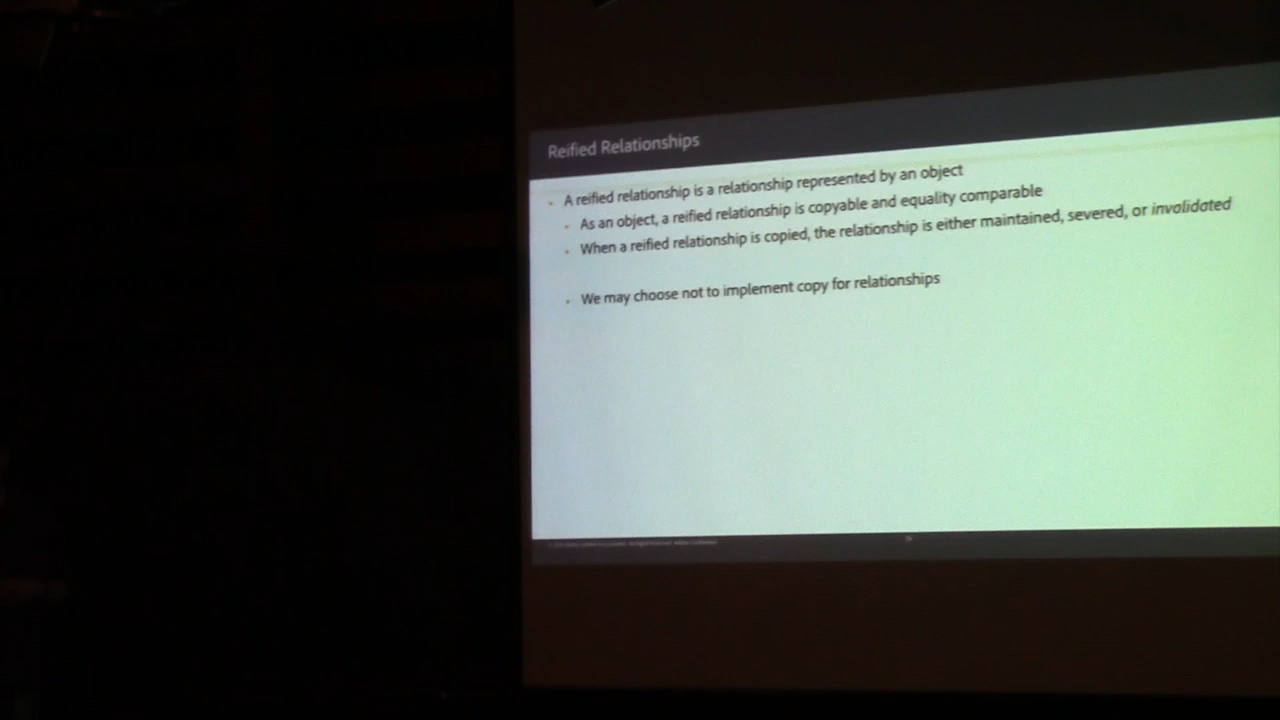 Reified Relationships
A reified relationship is a relationship represented by an object
As an object, a reified relationship is copyable and equality comparable
When a reified relationship is copied, the relationship is either maintained, severed, or invalidated
We may choose not to implement copy for relationships